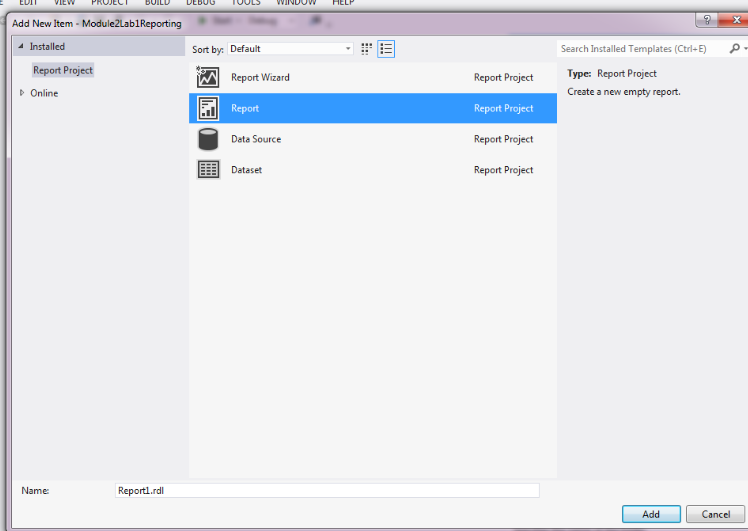 EDIT VIEW PROJECT BUILD DEBUG TOOLS WINDOW HELP
Add New Item - Module2Lab1Reporting
Installed
Report Project
Online
Sort by: Default
Search Installed Templates (Ctrl+E)
Report Wizard Report Project
Report Report Project
Data Source Report Project
Dataset Report Project
Type: Report Project
Create a new empty report.
Name: Report1.rdl
Add Cancel